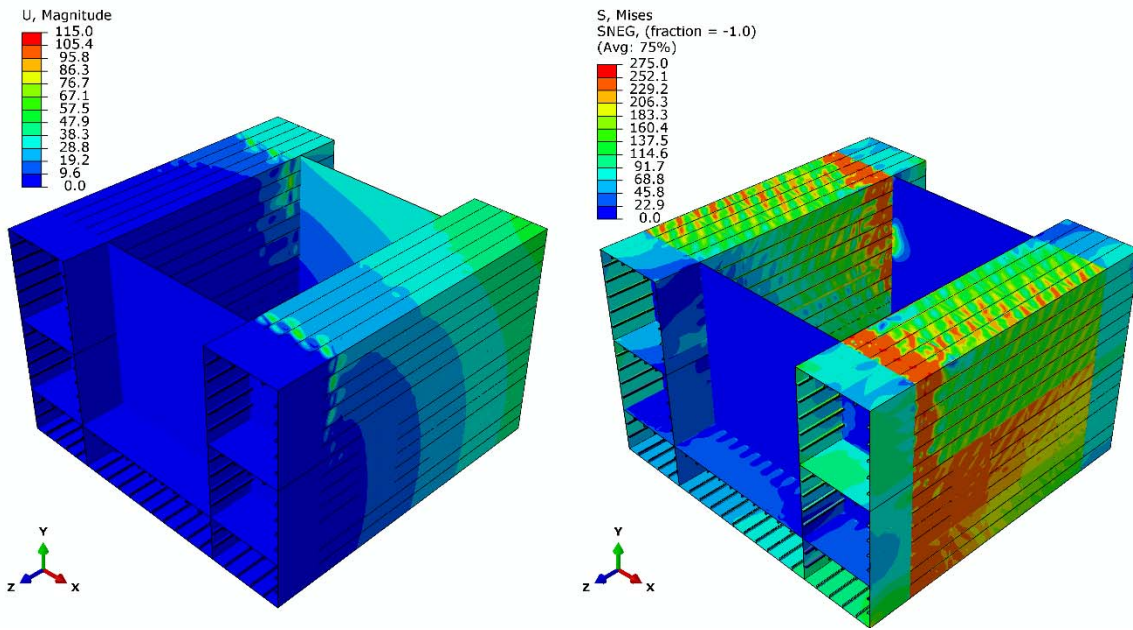 U, Magnitude
115.0
105.4
95.8
86.3
76.7
67.1
57.5
47.9
38.3
28.8
19.2
9.6
0.0
Y
Z
X
S, Mises
SNEG, (fraction = -1.0)
(Avg: 75%)
275.0
252.1
229.2
206.3
183.3
160.4
137.5
114.6
91.7
68.8
45.8
22.9
0.0
Y
Z
X